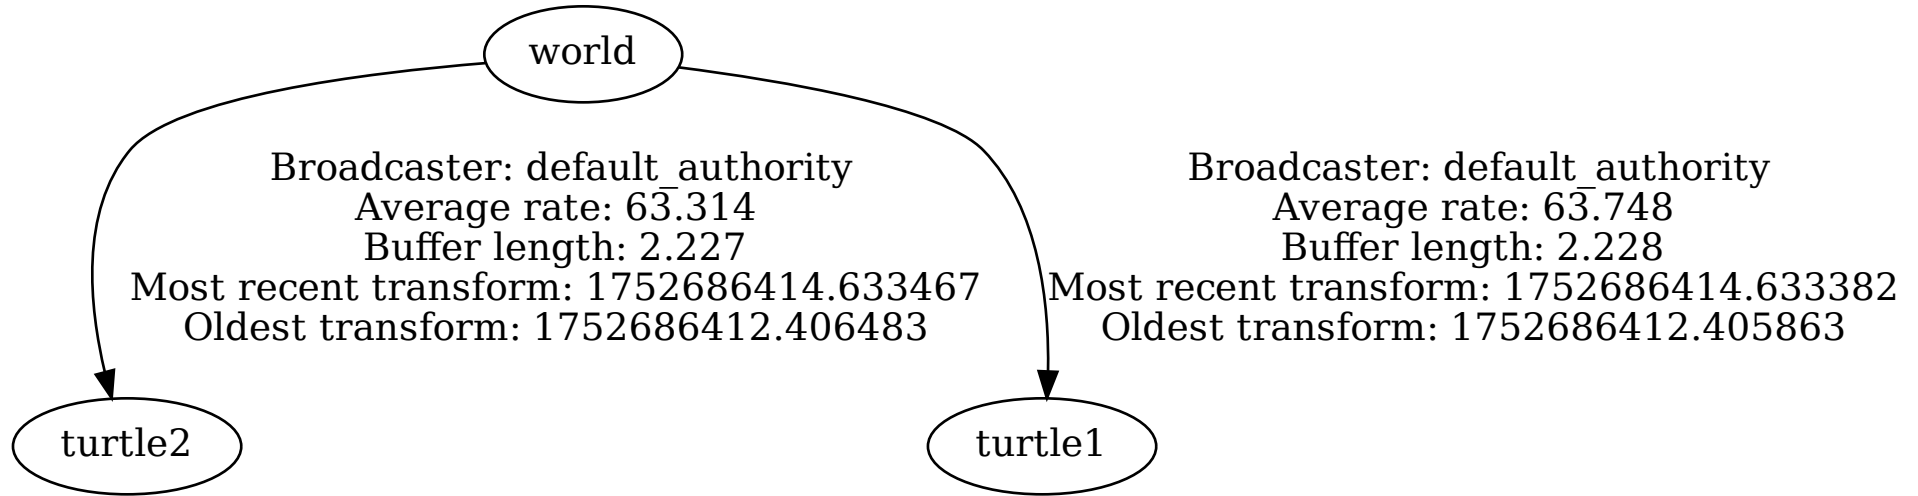 world
Broadcaster: default_authority
Average rate: 63.314
Buffer length: 2.227
Most recent transform: 1752686414.633467
Oldest transform: 1752686412.406483
Broadcaster: default_authority
Average rate: 63.748
Buffer length: 2.228
Most recent transform: 1752686414.633382
Oldest transform: 1752686412.405863
turtle2
turtle1